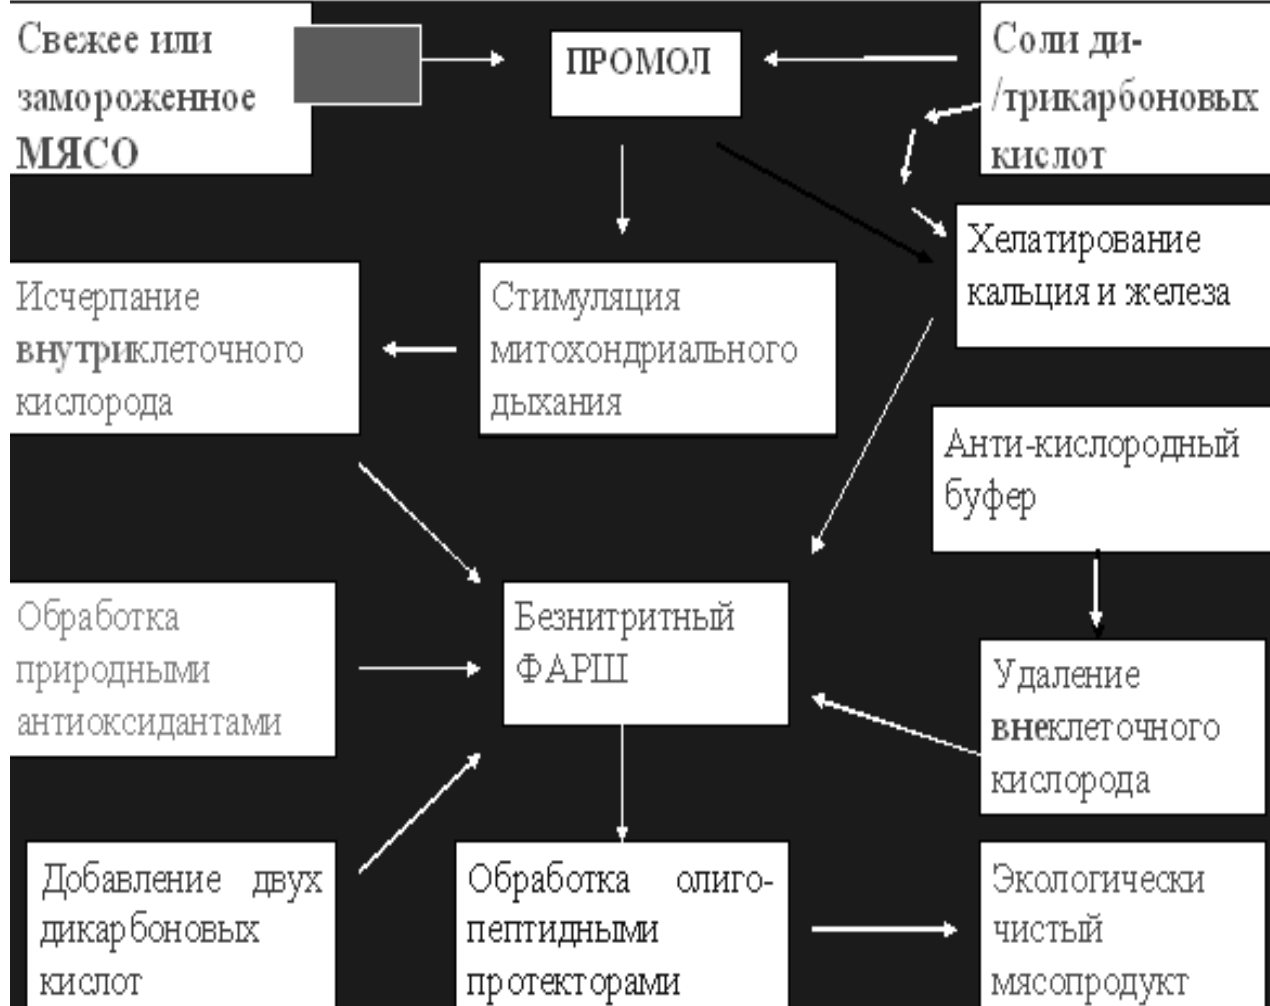 Свежее или
замороженное
МЯСО
ПРОМОЛ
Соли ди-
/трикарбоновых
кислот
Хелатирование
кальция и железа
Исчерпание
внутриклеточного
кислорода
Стимуляция
митохондриального
дыхания
Анти-кислородный
буфер
Обработка
природными
антиоксидантами
Безнитритный
ФАРШ
Удаление
внеклеточного
кислорода
Добавление двух
дикарбоновых
кислот
Обработка олиго-
пептидными
протекторами
Экологически
чистый
мясопродукт